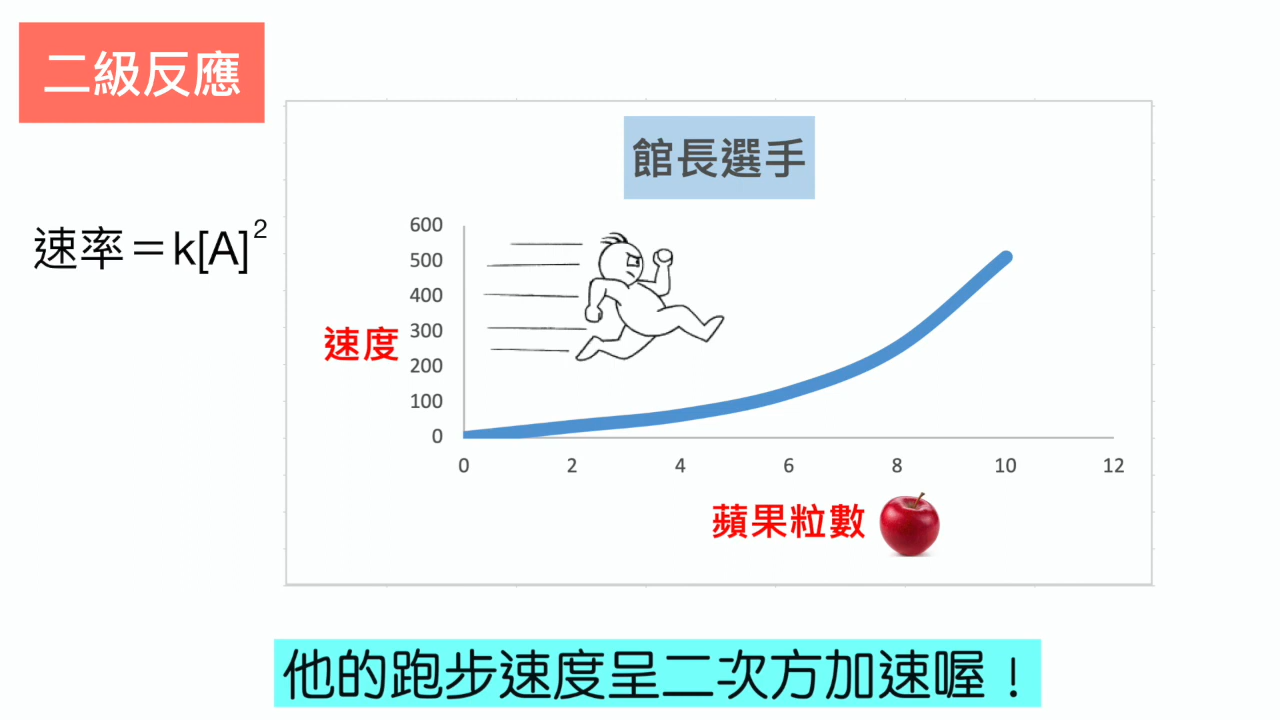 二級反應
館長選手
速率＝k[A]²
600
500
400
300
200
100
0
速度
0 2 4 6 8 10 12
蘋果粒數
他的跑步速度呈二次方加速喔！